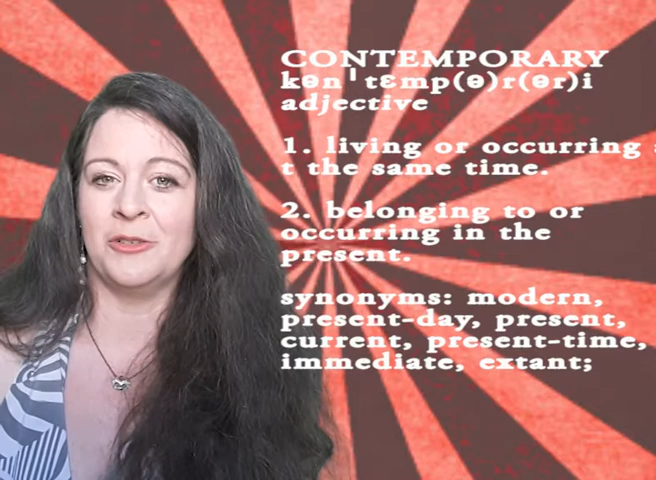 CONTEMPORARY
kənˈtɛmp(ə)r(ər)i
adjective
1. living or occurring a
t the same time.
2. belonging to or
occurring in the
present.
synonyms: modern,
present-day, present,
current, present-time,
immediate, extant;